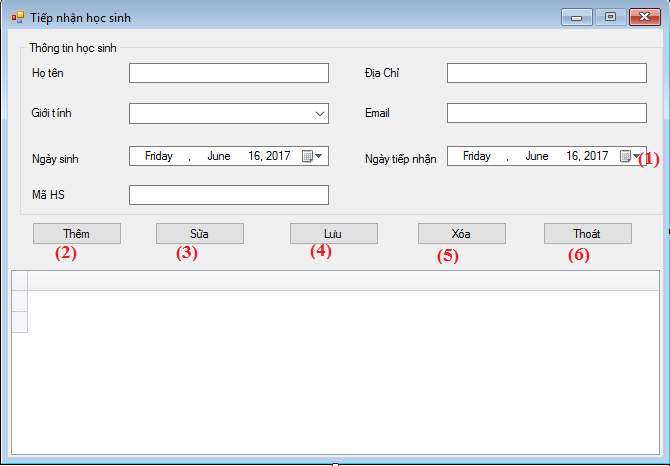 Tiếp nhận học sinh
Thông tin học sinh
Họ tên
Địa Chỉ
Giới tính
Email
Ngày sinh Friday , June 16, 2017
Ngày tiếp nhận Friday , June 16, 2017 (1)
Mã HS
Thêm Sửa Lưu Xóa Thoát
(2) (3) (4) (5) (6)